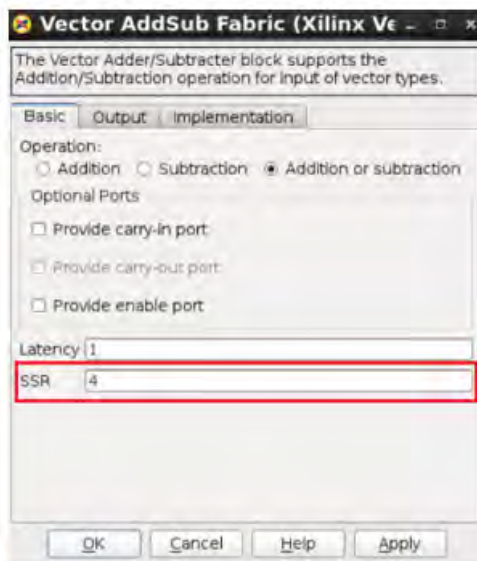 Vector AddSub Fabric (Xilinx Ve
The Vector Adder/Subtracter block supports the
Addition/Subtraction operation for input of vector types.
Basic Output Implementation
Operation:
Addition Subtraction Addition or subtraction
Optional Ports
Provide carry-in port
Provide carry-out port
Provide enable port
Latency 1
SSR 4
OK Cancel Help Apply